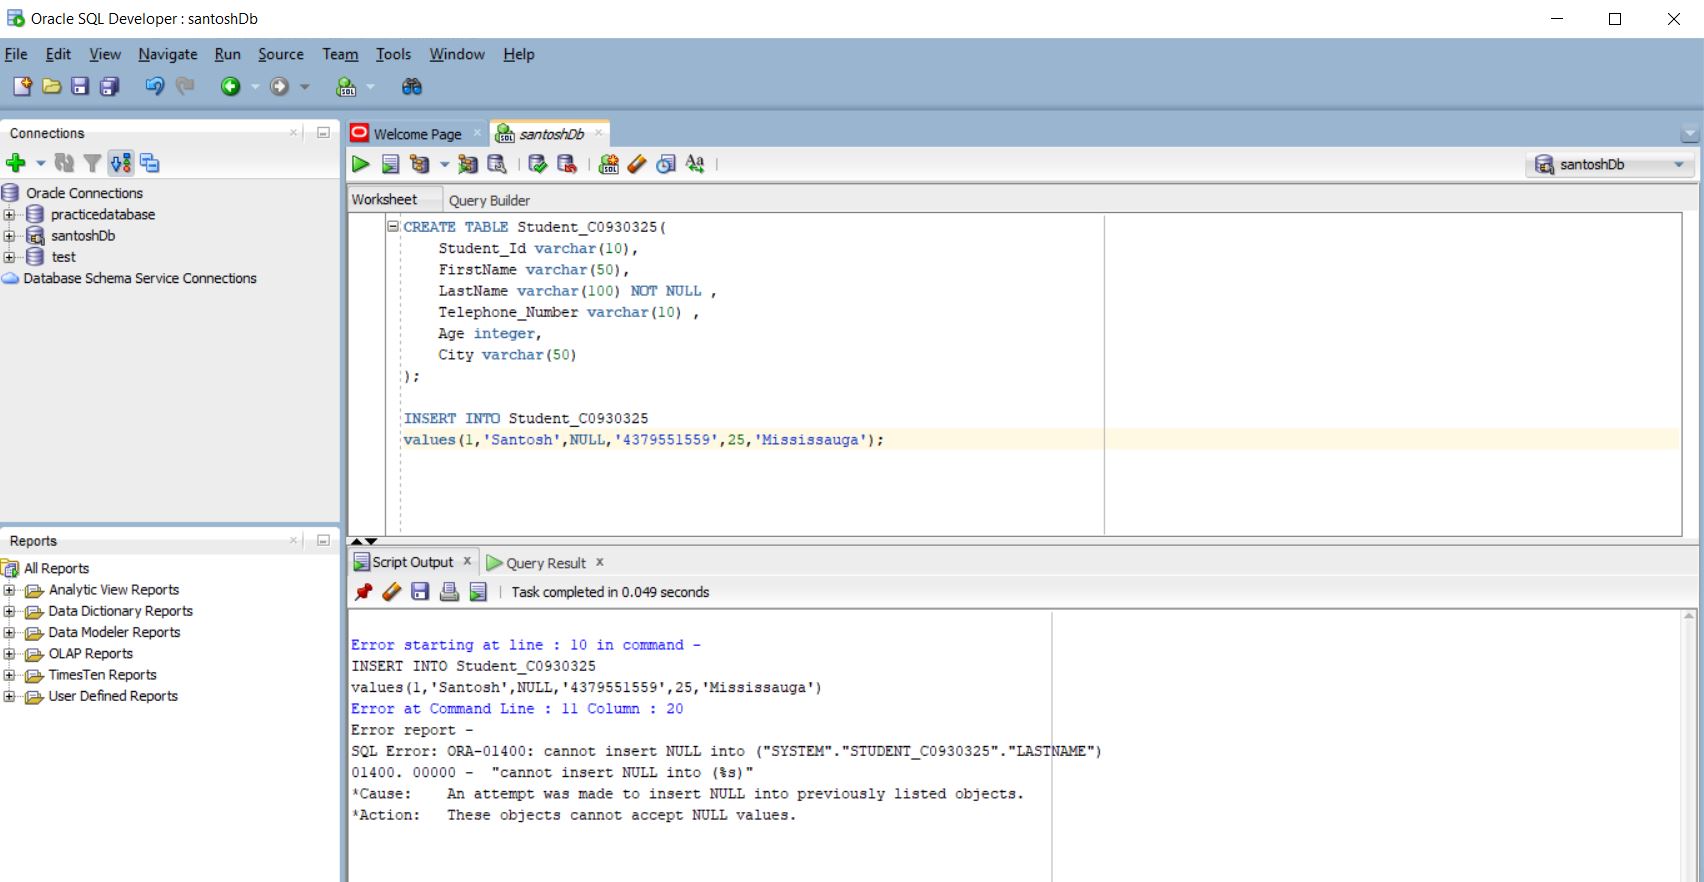 Oracle SQL Developer : santoshDb
File Edit View Navigate Run Source Team Tools Window Help
Connections
Oracle Connections
practicedatabase
santoshDb
test
Database Schema Service Connections
Reports
All Reports
Analytic View Reports
Data Dictionary Reports
Data Modeler Reports
OLAP Reports
TimesTen Reports
User Defined Reports
Welcome Page santoshDb
santoshDb
Worksheet Query Builder
CREATE TABLE Student_C0930325(
Student_Id varchar(10),
FirstName varchar(50),
LastName varchar(100) NOT NULL ,
Telephone_Number varchar(10) ,
Age integer,
City varchar(50)
);
INSERT INTO Student_C0930325
values(1,'Santosh',NULL,'4379551559',25,'Mississauga');
Script Output Query Result
Task completed in 0.049 seconds
Error starting at line : 10 in command -
INSERT INTO Student_C0930325
values(1,'Santosh',NULL,'4379551559',25,'Mississauga')
Error at Command Line : 11 Column : 20
Error report -
SQL Error: ORA-01400: cannot insert NULL into ("SYSTEM"."STUDENT_C0930325"."LASTNAME")
01400. 00000 -  "cannot insert NULL into (%s)"
*Cause:    An attempt was made to insert NULL into previously listed objects.
*Action:   These objects cannot accept NULL values.